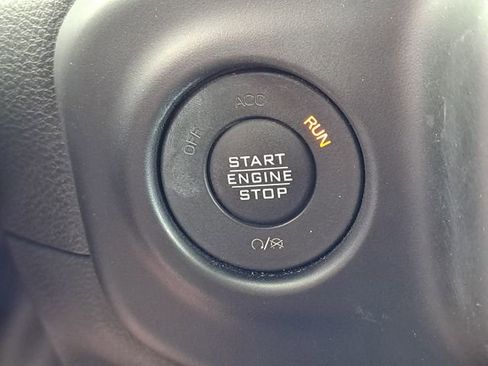 OFF
ACC
RUN
START
ENGINE
STOP